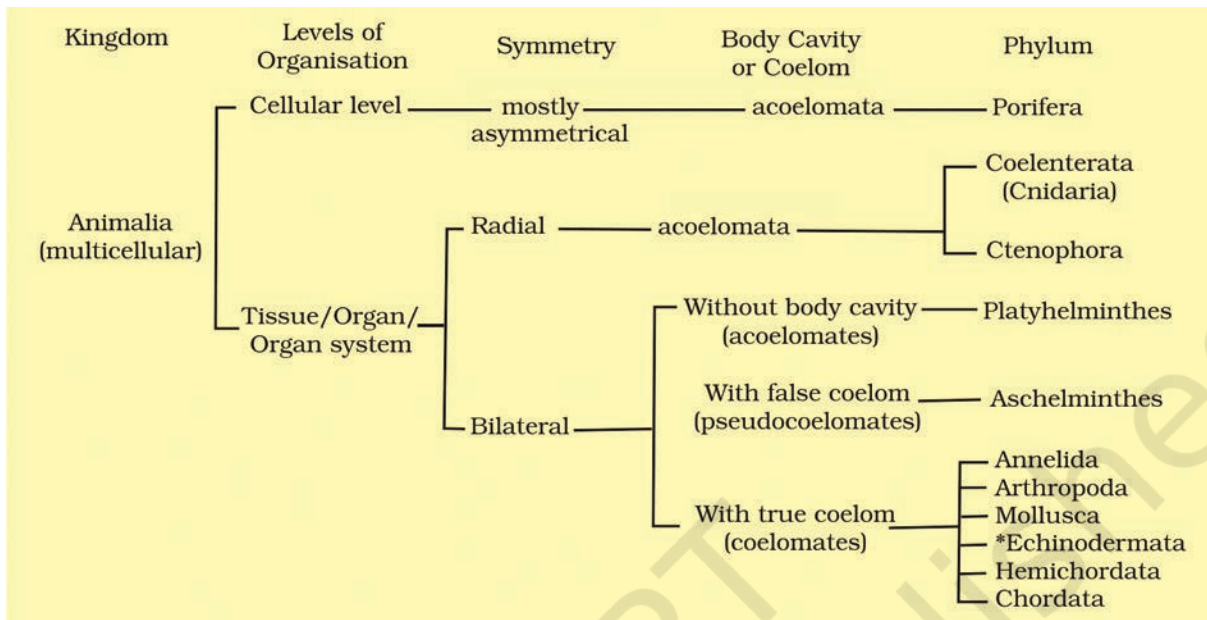 Kingdom
Levels of
Organisation
Symmetry
Body Cavity
or Coelom
Phylum
Cellular level
mostly
asymmetrical
acoelomata
Porifera
Animalia
(multicellular)
Tissue/Organ/
Organ system
Radial
acoelomata
Coelenterata
(Cnidaria)
Ctenophora
Bilateral
Without body cavity
(acoelomates)
Platyhelminthes
With false coelom
(pseudocoelomates)
Aschelminthes
With true coelom
(coelomates)
Annelida
Arthropoda
Mollusca
*Echinodermata
Hemichordata
Chordata